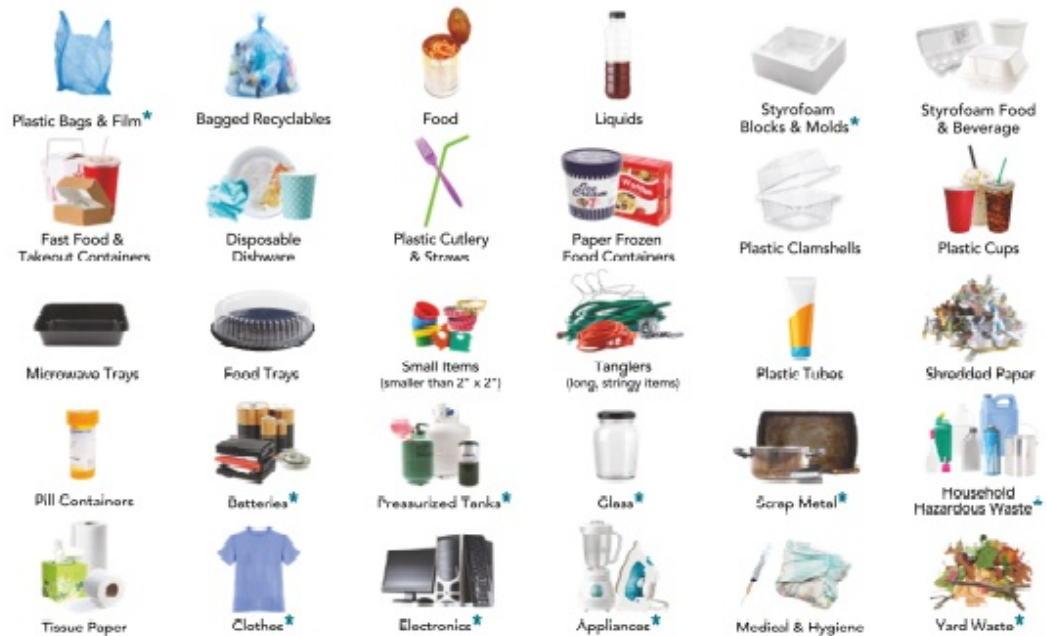 Plastic Bags & Film*
Bagged Recyclables
Food
Liquids
Styrofoam
Blocks & Molds*
Styrofoam Food
& Beverage
Fast Food &
Takeout Containers
Disposable
Dishware
Plastic Cutlery
& Straws
Ice Cream
Paper Frozen
Food Containers
Plastic Clamshells
Plastic Cups
Microwave Trays
Food Trays
Small Items
(smaller than 2" x 2")
Tanglers
(long, stringy items)
Plastic Tubes
Shredded Paper
Pill Containers
Batteries*
Pressurized Tanks*
Glass*
Scrap Metal*
Household
Hazardous Waste*
Tissue Paper
Clothes*
Electronics*
Appliances*
Medical & Hygiene
Yard Waste*